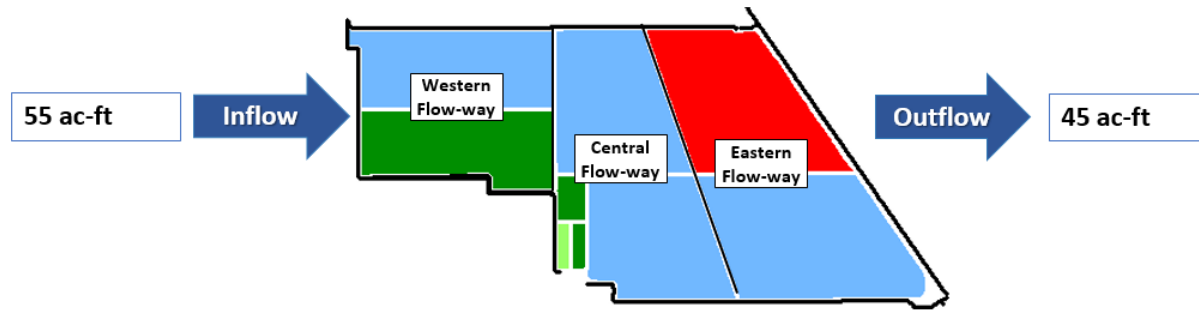 55 ac-ft
Inflow
Western
Flow-way
Central
Flow-way
Eastern
Flow-way
Outflow
45 ac-ft